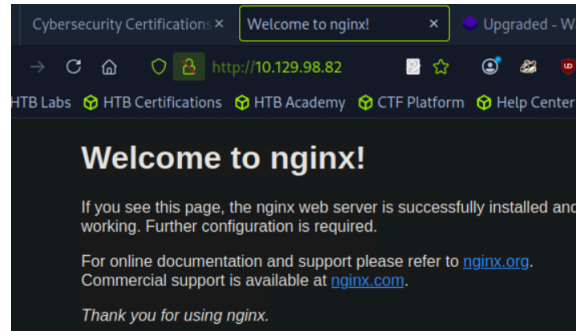 Cybersecurity Certifications
Welcome to nginx!
Upgraded - W
http://10.129.98.82
HTB Labs HTB Certifications HTB Academy CTF Platform Help Center
Welcome to nginx!
If you see this page, the nginx web server is successfully installed and
working. Further configuration is required.
For online documentation and support please refer to nginx.org.
Commercial support is available at nginx.com.
Thank you for using nginx.